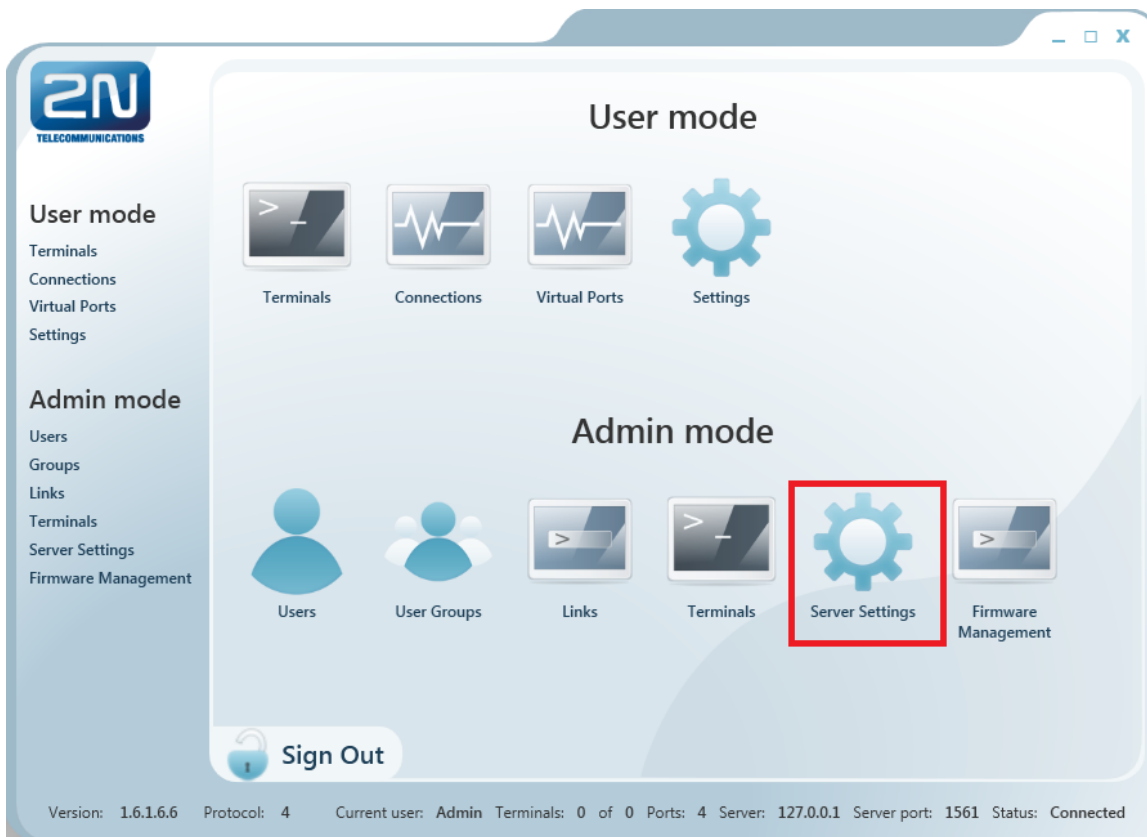 2N
TELECOMMUNICATIONS
User mode
Terminals
Connections
Virtual Ports
Settings
Admin mode
Users
Groups
Links
Terminals
Server Settings
Firmware Management
User mode
>_ 
Terminals
Connections
Virtual Ports
Settings
Admin mode
Users
User Groups
>
Links
>_
Terminals
Server Settings
>
Firmware
Management
Sign Out
Version: 1.6.1.6.6 Protocol: 4 Current user: Admin Terminals: 0 of 0 Ports: 4 Server: 127.0.0.1 Server port: 1561 Status: Connected